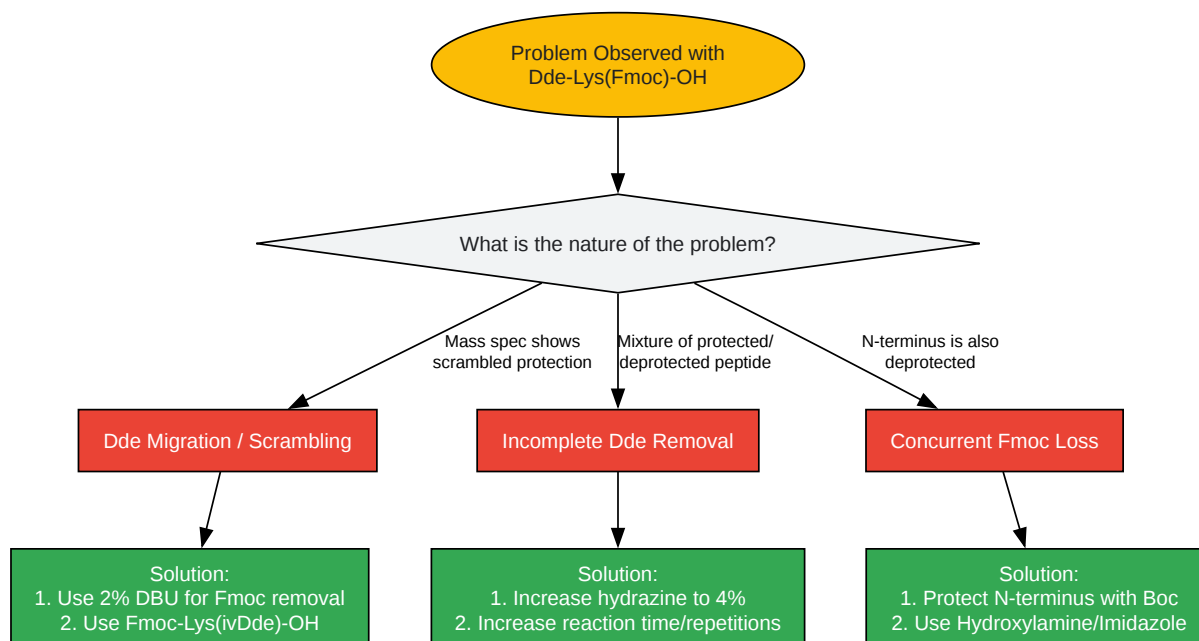 Problem Observed with
Dde-Lys(Fmoc)-OH
What is the nature of the problem?
Mass spec shows
scrambled protection
Mixture of protected/
deprotected peptide
N-terminus is also
deprotected
Dde Migration / Scrambling
Incomplete Dde Removal
Concurrent Fmoc Loss
Solution:
1. Use 2% DBU for Fmoc removal
2. Use Fmoc-Lys(ivDde)-OH
Solution:
1. Increase hydrazine to 4%
2. Increase reaction time/repetitions
Solution:
1. Protect N-terminus with Boc
2. Use Hydroxylamine/Imidazole